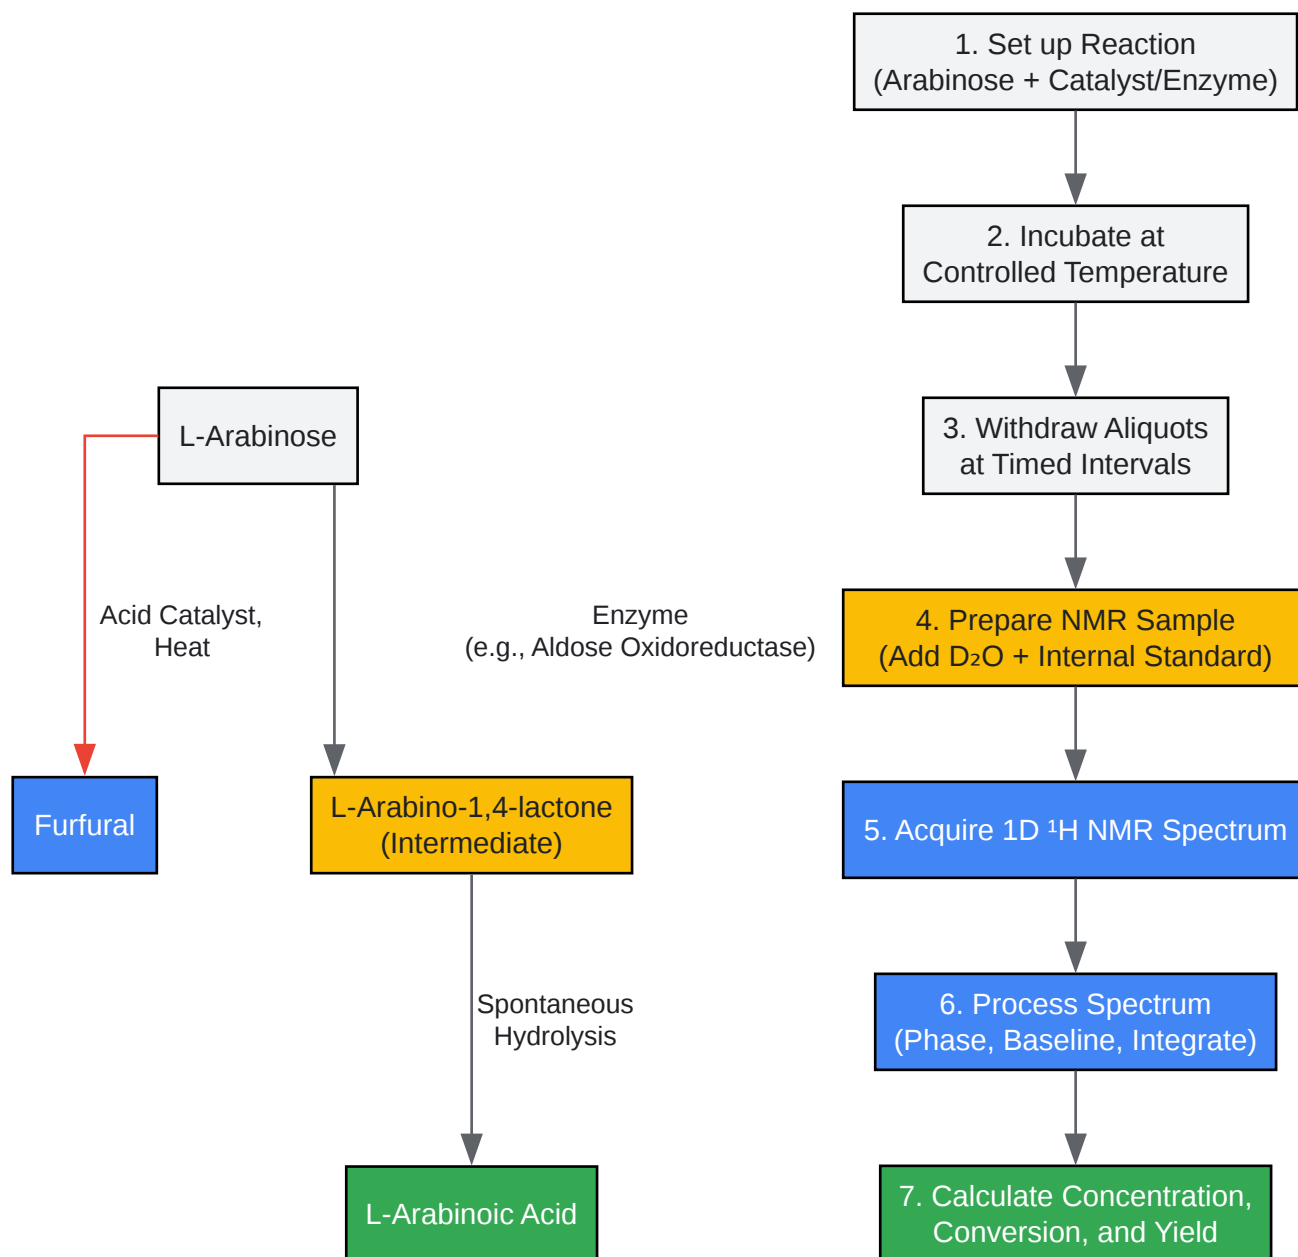 L-Arabinose
Acid Catalyst,
Heat
Enzyme
(e.g., Aldose Oxidoreductase)
Furfural
L-Arabino-1,4-lactone
(Intermediate)
Spontaneous
Hydrolysis
L-Arabinoic Acid
1. Set up Reaction
(Arabinose + Catalyst/Enzyme)
2. Incubate at
Controlled Temperature
3. Withdraw Aliquots
at Timed Intervals
4. Prepare NMR Sample
(Add D₂O + Internal Standard)
5. Acquire 1D ¹H NMR Spectrum
6. Process Spectrum
(Phase, Baseline, Integrate)
7. Calculate Concentration,
Conversion, and Yield